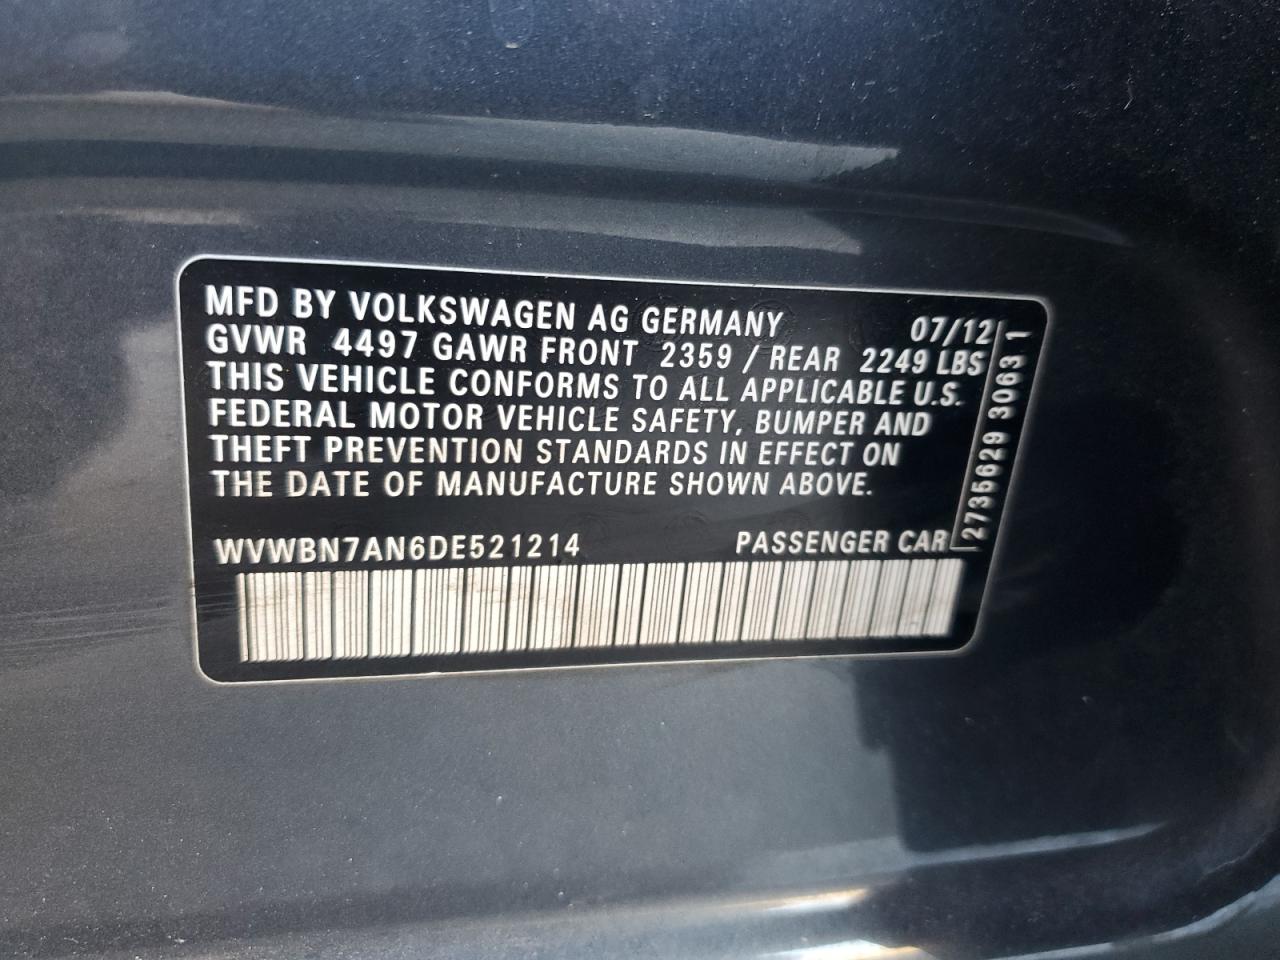 MFD BY VOLKSWAGEN AG GERMANY 07/12
GVWR 4497 GAWR FRONT 2359 / REAR 2249 LBS
THIS VEHICLE CONFORMS TO ALL APPLICABLE U.S.
FEDERAL MOTOR VEHICLE SAFETY, BUMPER AND
THEFT PREVENTION STANDARDS IN EFFECT ON
THE DATE OF MANUFACTURE SHOWN ABOVE.
WVWBN7AN6DE521214 PASSENGER CAR
2735629 3063 1